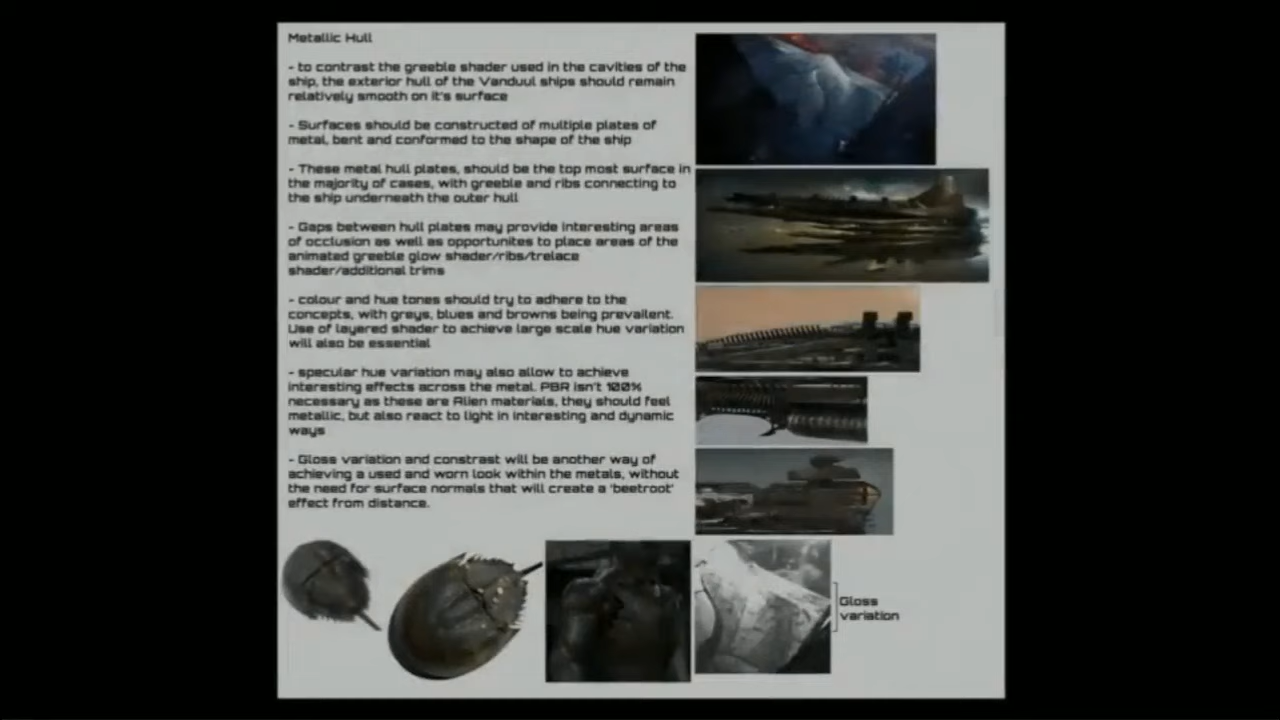 Metallic Hull
- to contrast the greeble shader used in the cavities of the
ship, the exterior hull of the Vanduul ships should remain
relatively smooth on it's surface
- Surfaces should be constructed of multiple plates of
metal, bent and conformed to the shape of the ship
- These metal hull plates, should be the top most surface in
the majority of cases, with greeble and ribs connecting to
the ship underneath the outer hull
- Gaps between hull plates may provide interesting areas
of occlusion as well as opportunites to place areas of the
animated greeble glow shader/ribs/trelace
shader/additional trims
- colour and hue tones should try to adhere to the
concepts, with greys, blues and browns being prevailent.
Use of layered shader to achieve large scale hue variation
will also be essential
- specular hue variation may also allow to achieve
interesting effects across the metal. PBR isn't 100%
necessary as these are Alien materials, they should feel
metallic, but also react to light in interesting and dynamic
ways
- Gloss variation and constrast will be another way of
achieving a used and worn look within the metals, without
the need for surface normals that will create a 'beetroot'
effect from distance.
Gloss
variation